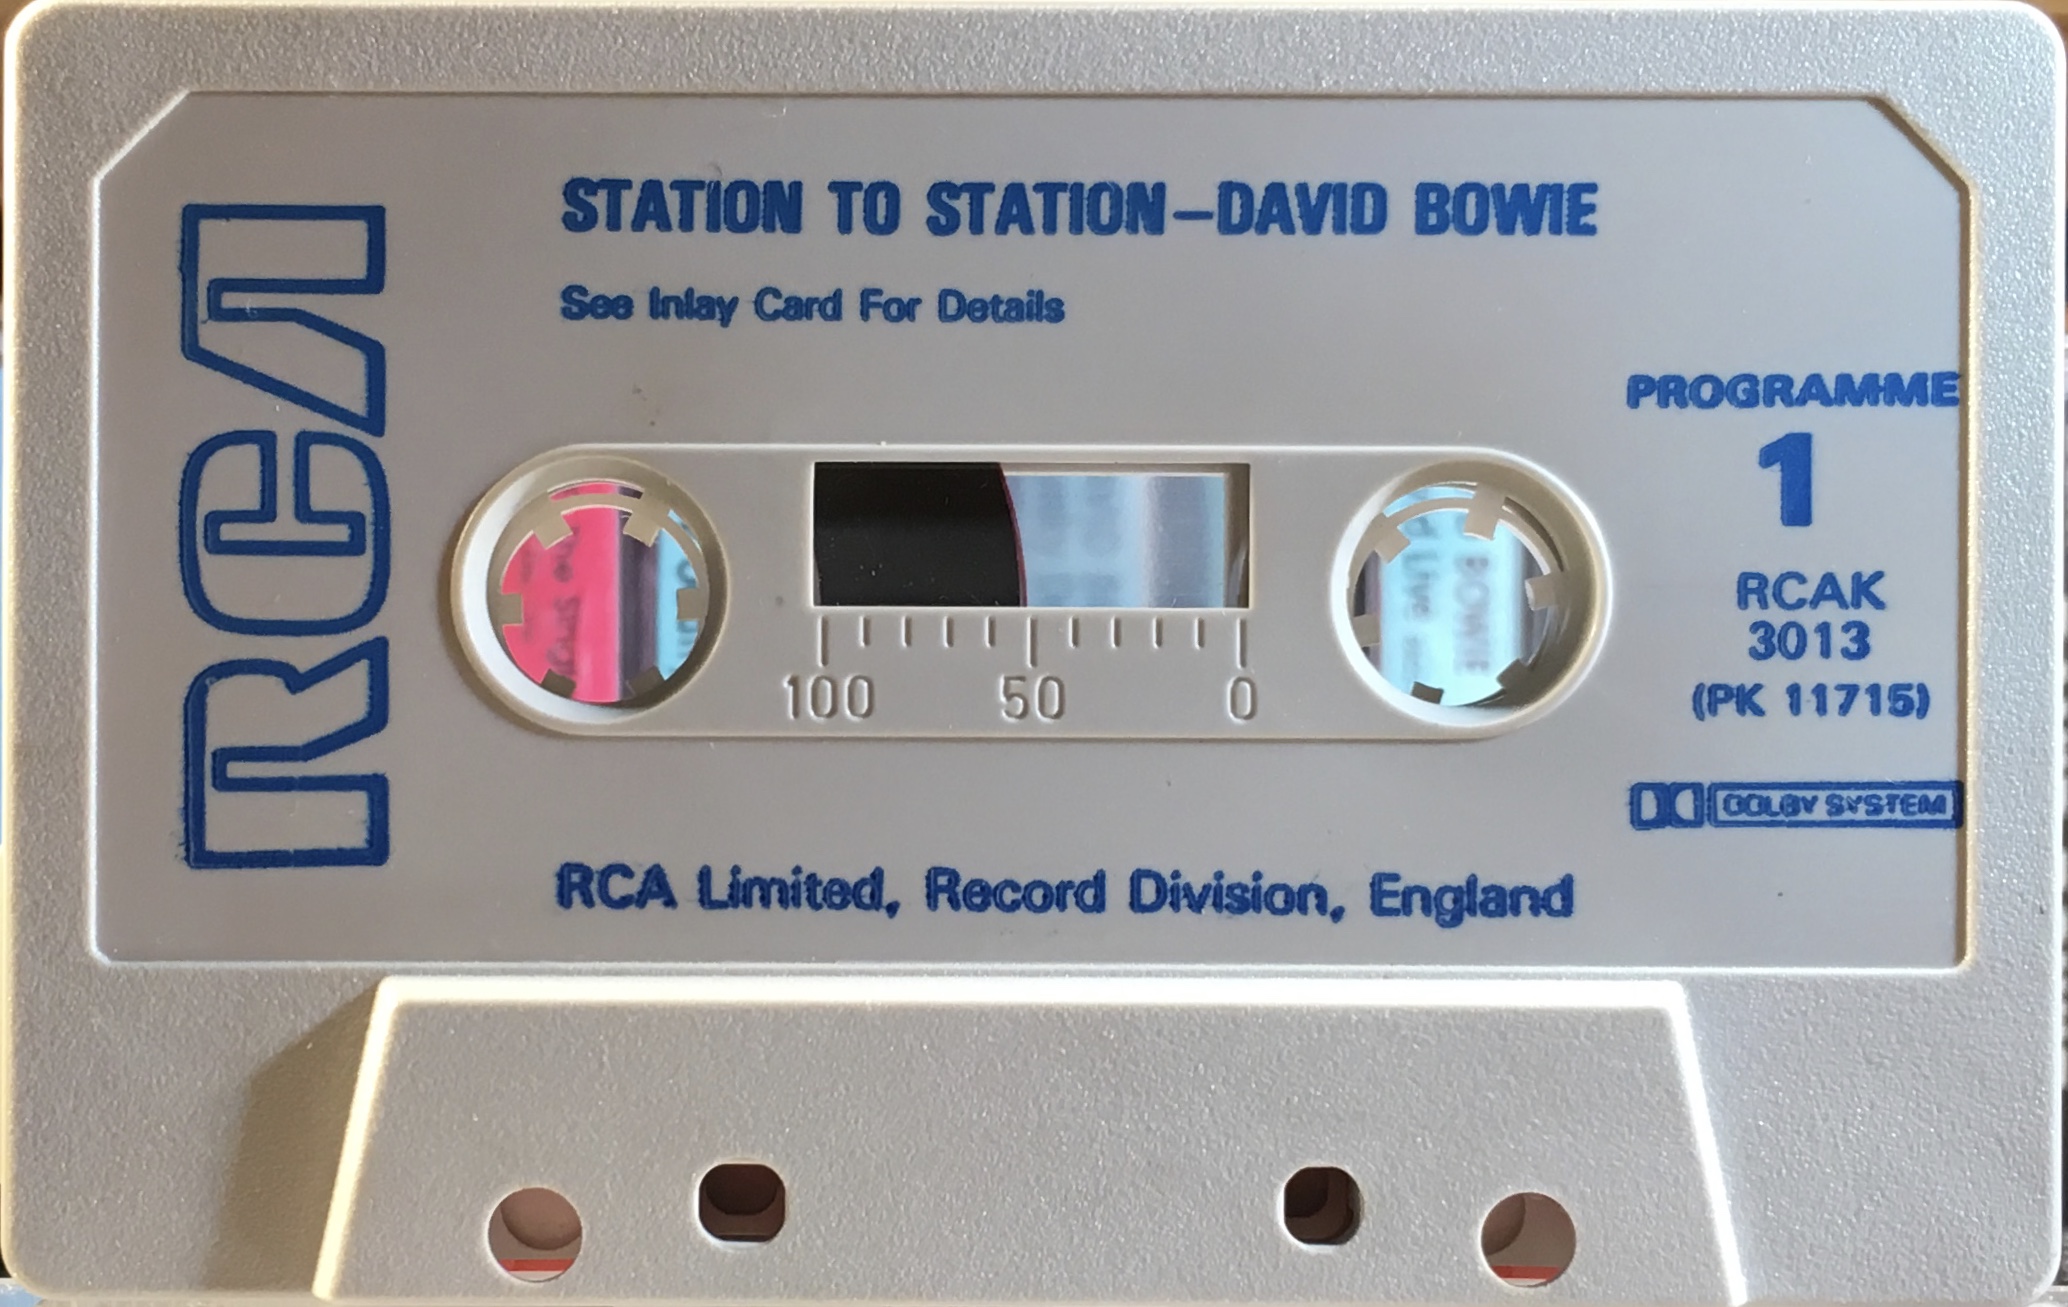 RCA
STATION TO STATION–DAVID BOWIE
See Inlay Card For Details
PROGRAMME
1
RCAK
3013
(PK 11715)
100 50 0
BOWIE
DOLBY SYSTEM
RCA Limited, Record Division, England